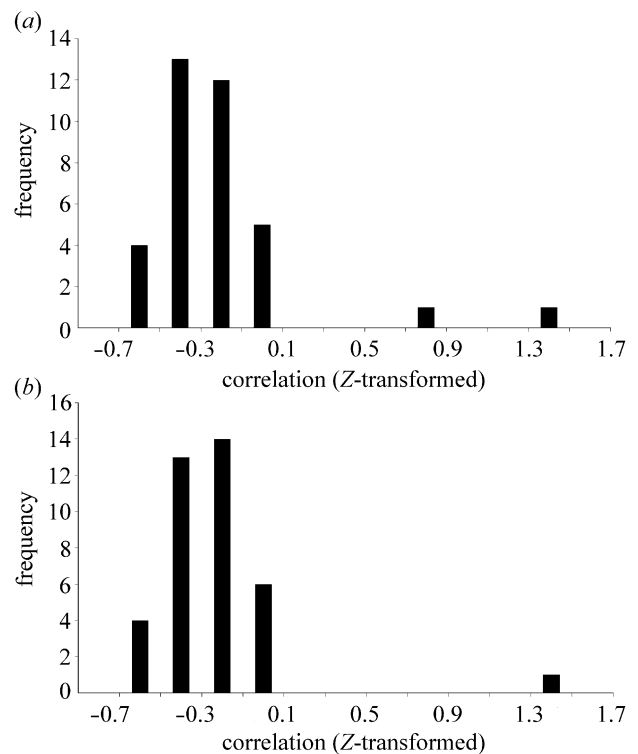 (a)
14
12
10
8
6
4
2
0
frequency
–0.7 –0.3 0.1 0.5 0.9 1.3 1.7
correlation (Z-transformed)
(b)
16
14
12
10
8
6
4
2
0
frequency
–0.7 –0.3 0.1 0.5 0.9 1.3 1.7
correlation (Z-transformed)